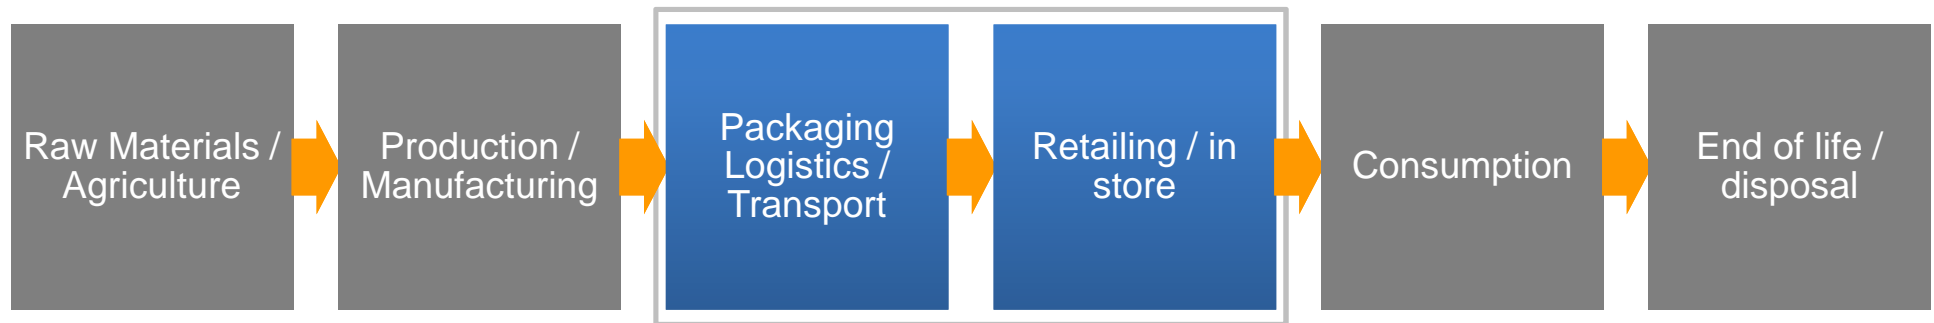 Raw Materials /
Agriculture
Production /
Manufacturing
Packaging
Logistics /
Transport
Retailing / in
store
Consumption
End of life /
disposal